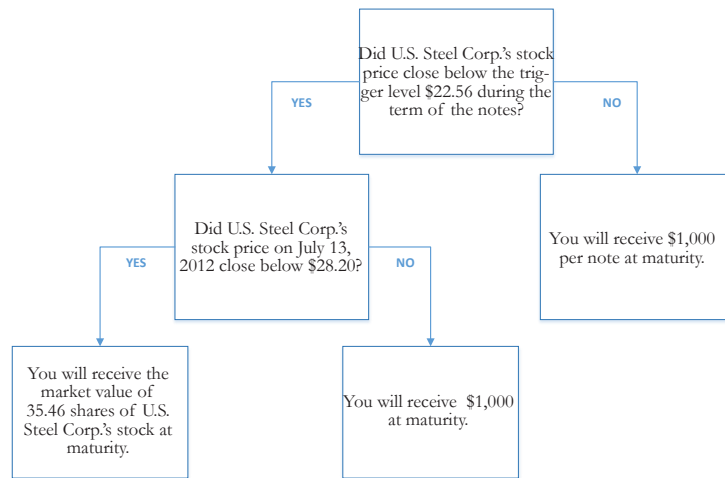 Did U.S. Steel Corp.'s stock
price close below the trig-
ger level $22.56 during the
term of the notes?
YES
NO
Did U.S. Steel Corp.'s
stock price on July 13,
2012 close below $28.20?
You will receive $1,000
per note at maturity.
YES
NO
You will receive the
market value of
35.46 shares of U.S.
Steel Corp.'s stock at
maturity.
You will receive $1,000
at maturity.